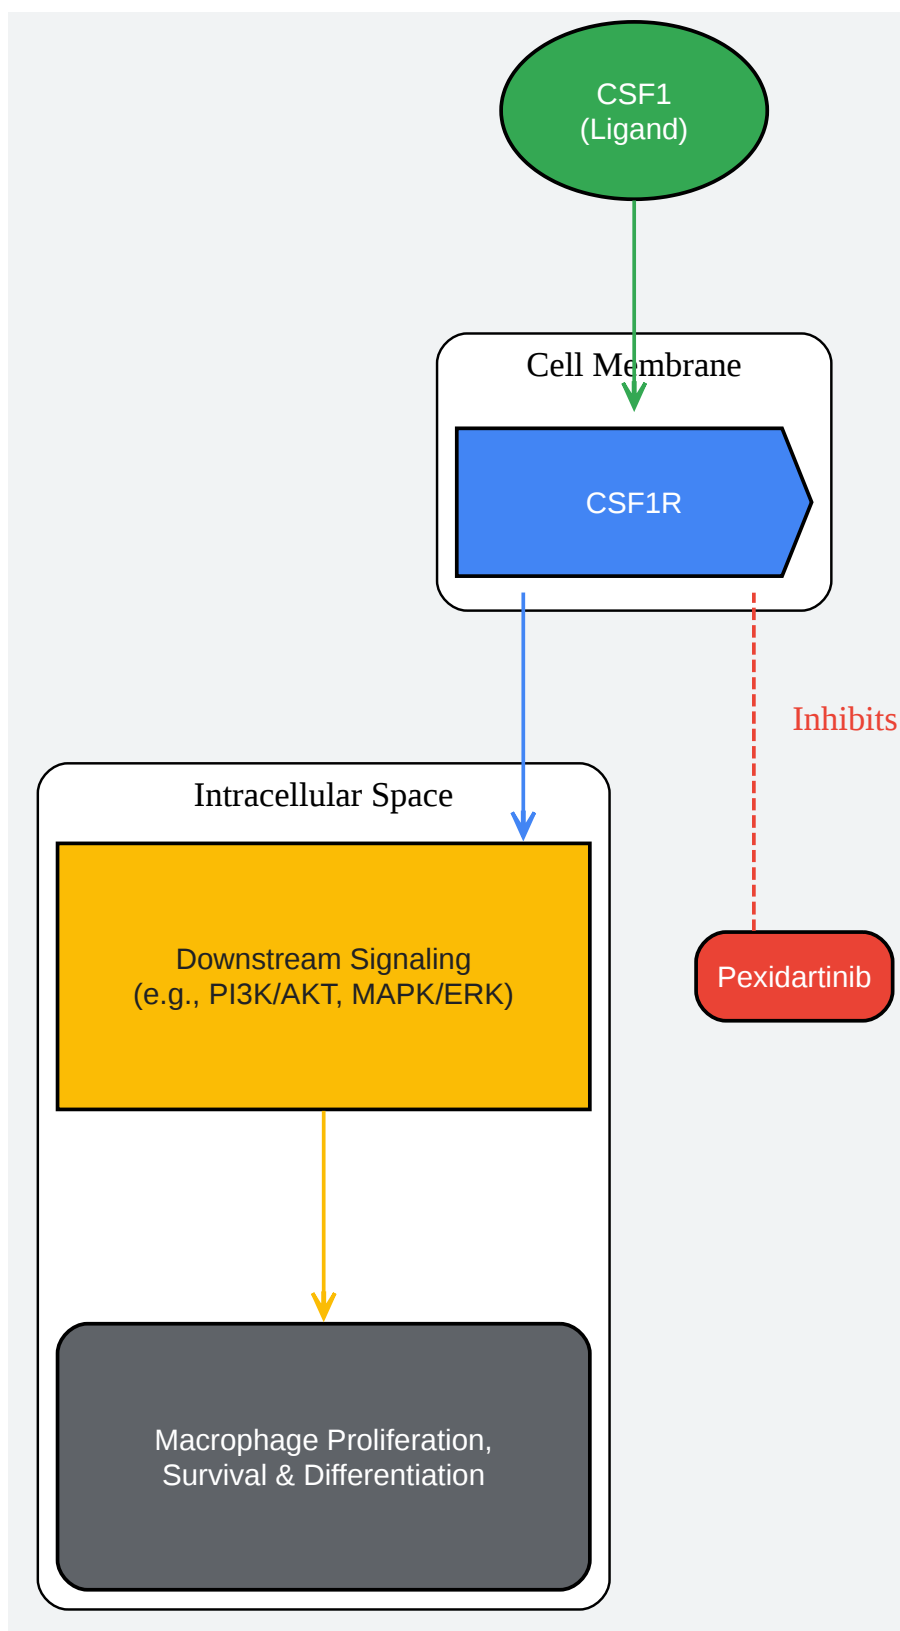 CSF1
(Ligand)
Cell Membrane
CSF1R
Inhibits
Intracellular Space
Downstream Signaling
(e.g., PI3K/AKT, MAPK/ERK)
Pexidartinib
Macrophage Proliferation,
Survival & Differentiation